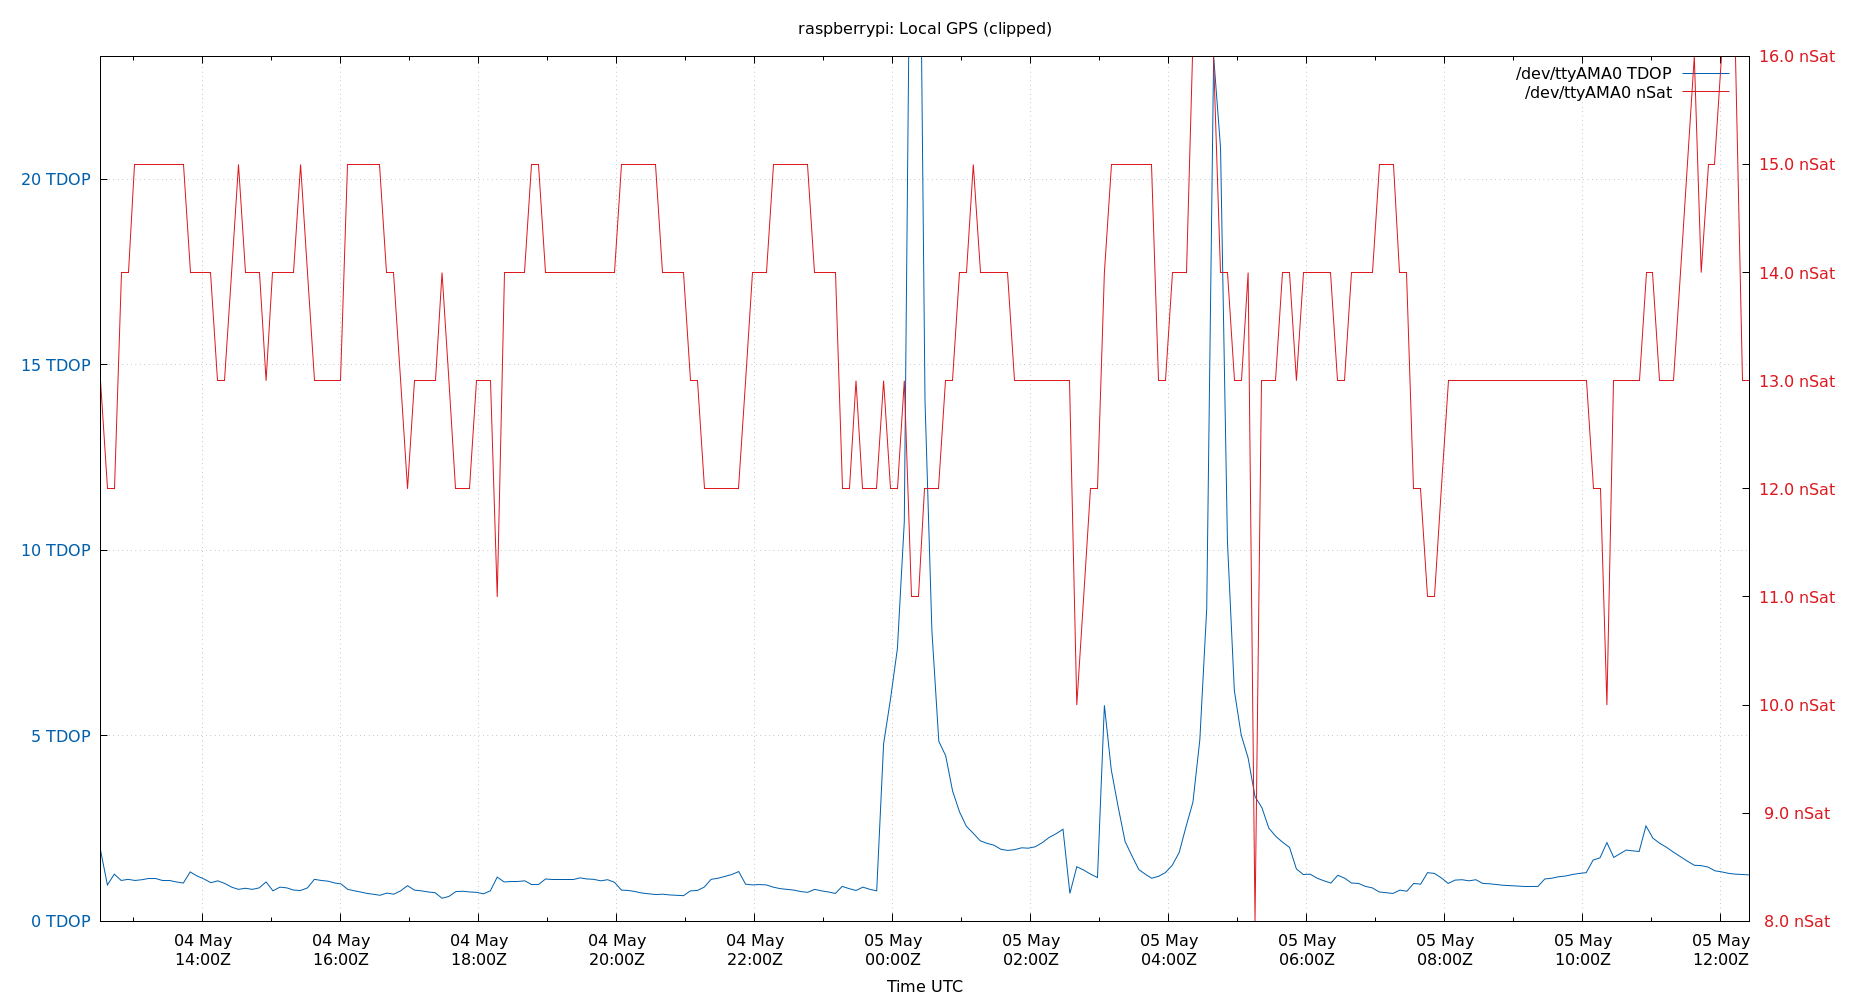 raspberrypi: Local GPS (clipped)
/dev/ttyAMA0 TDOP
/dev/ttyAMA0 nSat
20 TDOP
15 TDOP
10 TDOP
5 TDOP
0 TDOP
16.0 nSat
15.0 nSat
14.0 nSat
13.0 nSat
12.0 nSat
11.0 nSat
10.0 nSat
9.0 nSat
8.0 nSat
04 May
14:00Z
04 May
16:00Z
04 May
18:00Z
04 May
20:00Z
04 May
22:00Z
05 May
00:00Z
05 May
02:00Z
05 May
04:00Z
05 May
06:00Z
05 May
08:00Z
05 May
10:00Z
05 May
12:00Z
Time UTC